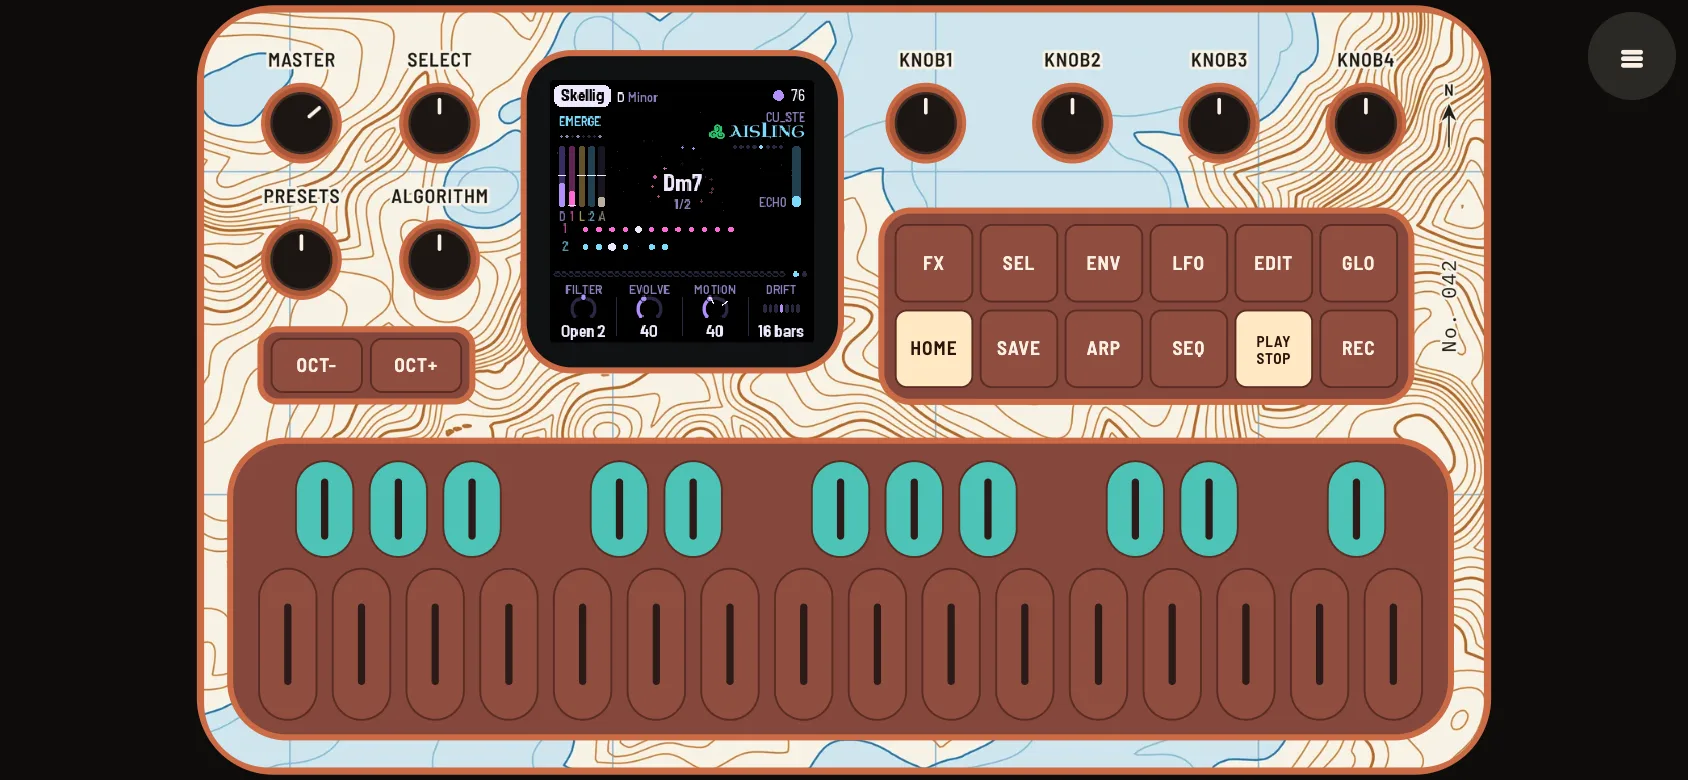 MASTER SELECT KNOB1 KNOB2 KNOB3 KNOB4
N
Skellig D Minor 76
EMERGE CU_STE
AISLING
Dm7
1/2 ECHO
D 1 L 2 A
1
2
PRESETS ALGORITHM
FILTER EVOLVE MOTION DRIFT
Open 2 40 40 16 bars
OCT- OCT+
FX SEL ENV LFO EDIT GLO
HOME SAVE ARP SEQ PLAY STOP REC
No. 042